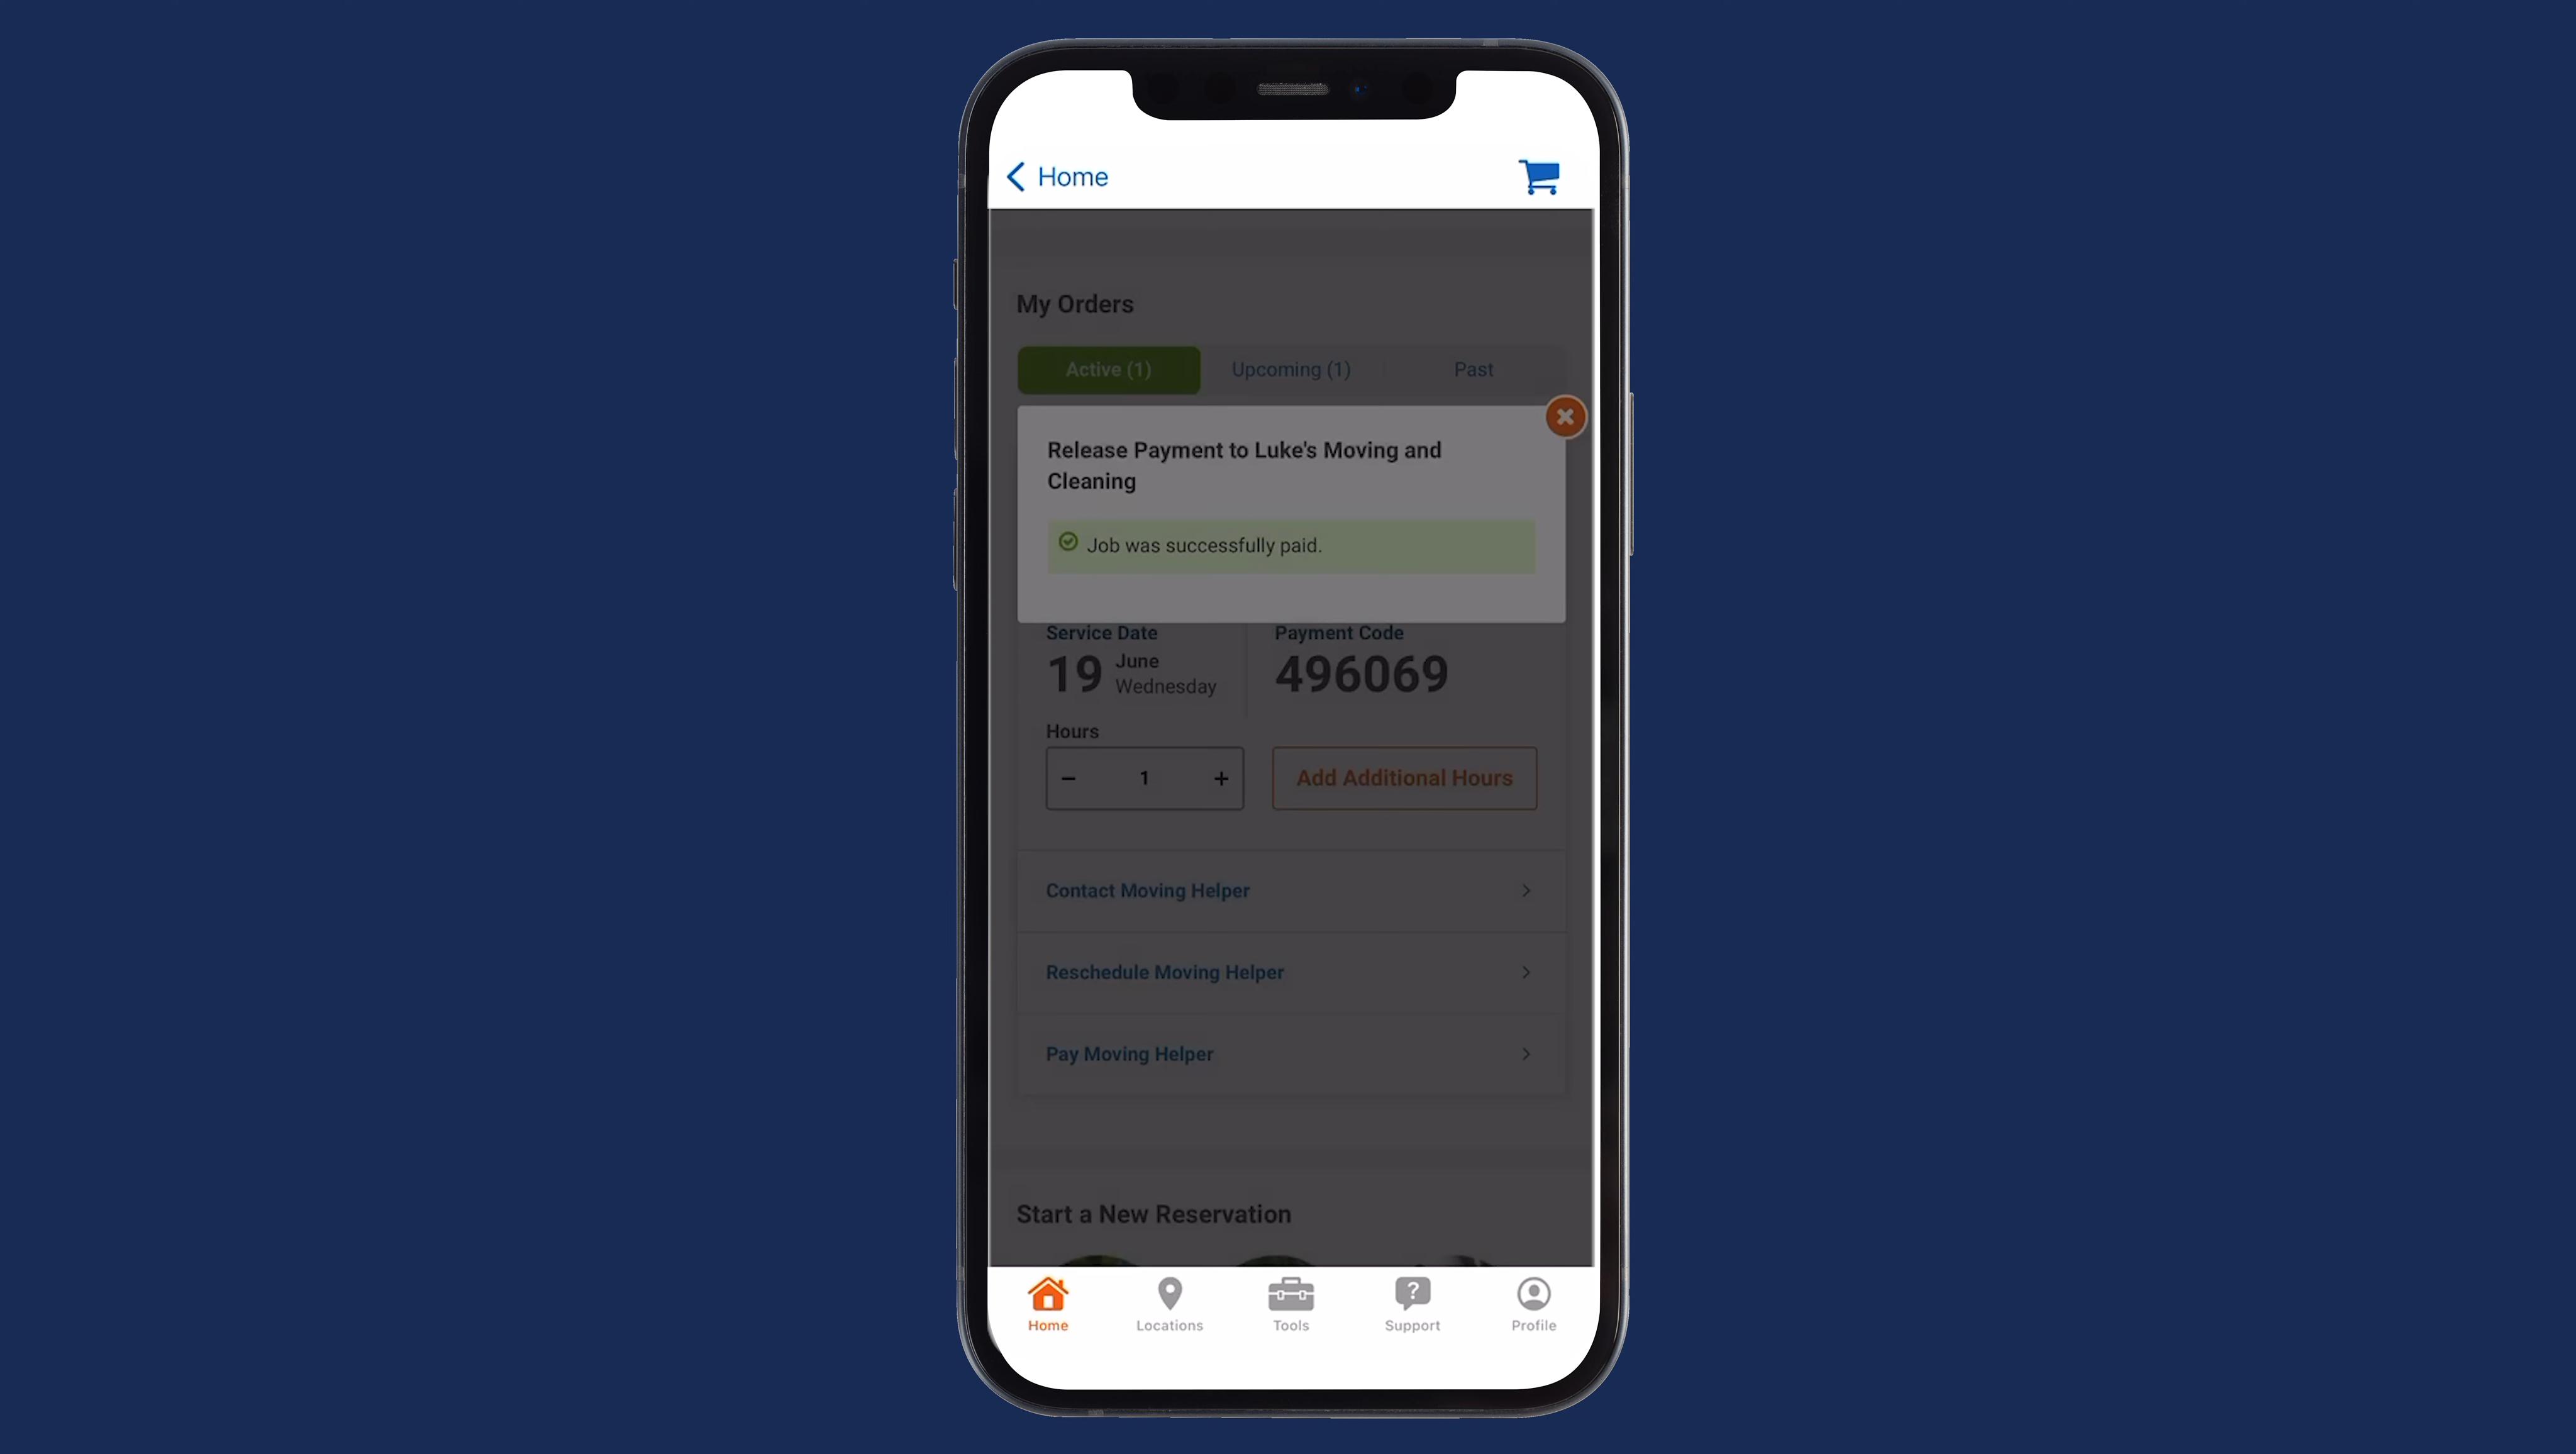 Home
My Orders
Active (1)
Upcoming (1)
Past
Release Payment to Luke's Moving and
Cleaning
Job was successfully paid.
Service Date
Payment Code
19
June
Wednesday
496069
Hours
− 1 +
Add Additional Hours
Contact Moving Helper
Reschedule Moving Helper
Pay Moving Helper
Start a New Reservation
Home
Locations
Tools
?
Support
Profile